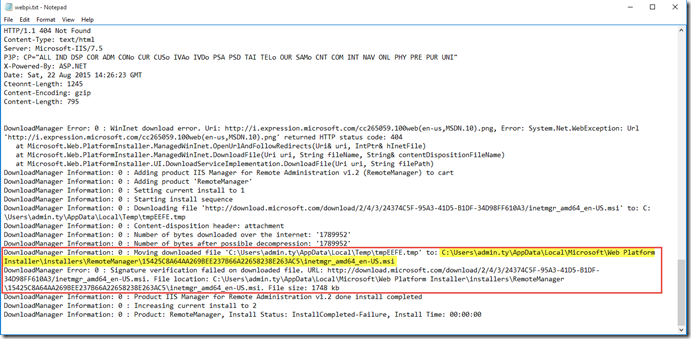 webpi.txt - Notepad
File Edit Format View Help
HTTP/1.1 404 Not Found
Content-Type: text/html
Server: Microsoft-IIS/7.5
P3P: CP="ALL IND DSP COR ADM CONo CUR CUSo IVAo IVDo PSA PSD TAI TELo OUR SAMo CNT COM INT NAV ONL PHY PRE PUR UNI"
X-Powered-By: ASP.NET
Date: Sat, 22 Aug 2015 14:26:23 GMT
Cteonnt-Length: 1245
Content-Encoding: gzip
Content-Length: 795
DownloadManager Error: 0 : WinInet download error. Uri: http://i.expression.microsoft.com/cc265059.100web(en-us,MSDN.10).png, Error: System.Net.WebException: Url
'http://i.expression.microsoft.com/cc265059.100web(en-us,MSDN.10).png' returned HTTP status code: 404
at Microsoft.Web.PlatformInstaller.ManagedWinInet.OpenUrlAndFollowRedirects(Uri& uri, IntPtr& hInetFile)
at Microsoft.Web.PlatformInstaller.ManagedWinInet.DownloadFile(Uri uri, String fileName, String& contentDispositionFileName)
at Microsoft.Web.PlatformInstaller.UI.DownloadServiceImplementation.DownloadFile(Uri uri, String filePath)
DownloadManager Information: 0 : Adding product IIS Manager for Remote Administration v1.2 (RemoteManager) to cart
DownloadManager Information: 0 : Adding product 'RemoteManager'
DownloadManager Information: 0 : Setting current install to 1
DownloadManager Information: 0 : Starting install sequence
DownloadManager Information: 0 : Downloading file 'http://download.microsoft.com/download/2/4/3/24374C5F-95A3-41D5-B1DF-34D98FF610A3/inetmgr_amd64_en-US.msi' to: C:
\Users\admin.ty\AppData\Local\Temp\tmpEEFE.tmp
DownloadManager Information: 0 : Content-disposition header: attachment
DownloadManager Information: 0 : Number of bytes downloaded over the internet: '1789952'
DownloadManager Information: 0 : Number of bytes after possible decompression: '1789952'
DownloadManager Information: 0 : Moving downloaded file 'C:\Users\admin.ty\AppData\Local\Temp\tmpEEFE.tmp' to: C:\Users\admin.ty\AppData\Local\Microsoft\Web Platform
Installer\installers\RemoteManager\15425C8A64AA269BEE237B66A22658238E263AC5\inetmgr_amd64_en-US.msi
DownloadManager Error: 0 : Signature verification failed on downloaded file. URL: http://download.microsoft.com/download/2/4/3/24374C5F-95A3-41D5-B1DF-
34D98FF610A3/inetmgr_amd64_en-US.msi. File location: C:\Users\admin.ty\AppData\Local\Microsoft\Web Platform Installer\installers\RemoteManager
\15425C8A64AA269BEE237B66A22658238E263AC5\inetmgr_amd64_en-US.msi. File size: 1748 kb
DownloadManager Information: 0 : Product IIS Manager for Remote Administration v1.2 done install completed
DownloadManager Information: 0 : Increasing current install to 2
DownloadManager Information: 0 : Product: RemoteManager, Install Status: InstallCompleted-Failure, Install Time: 00:00:00